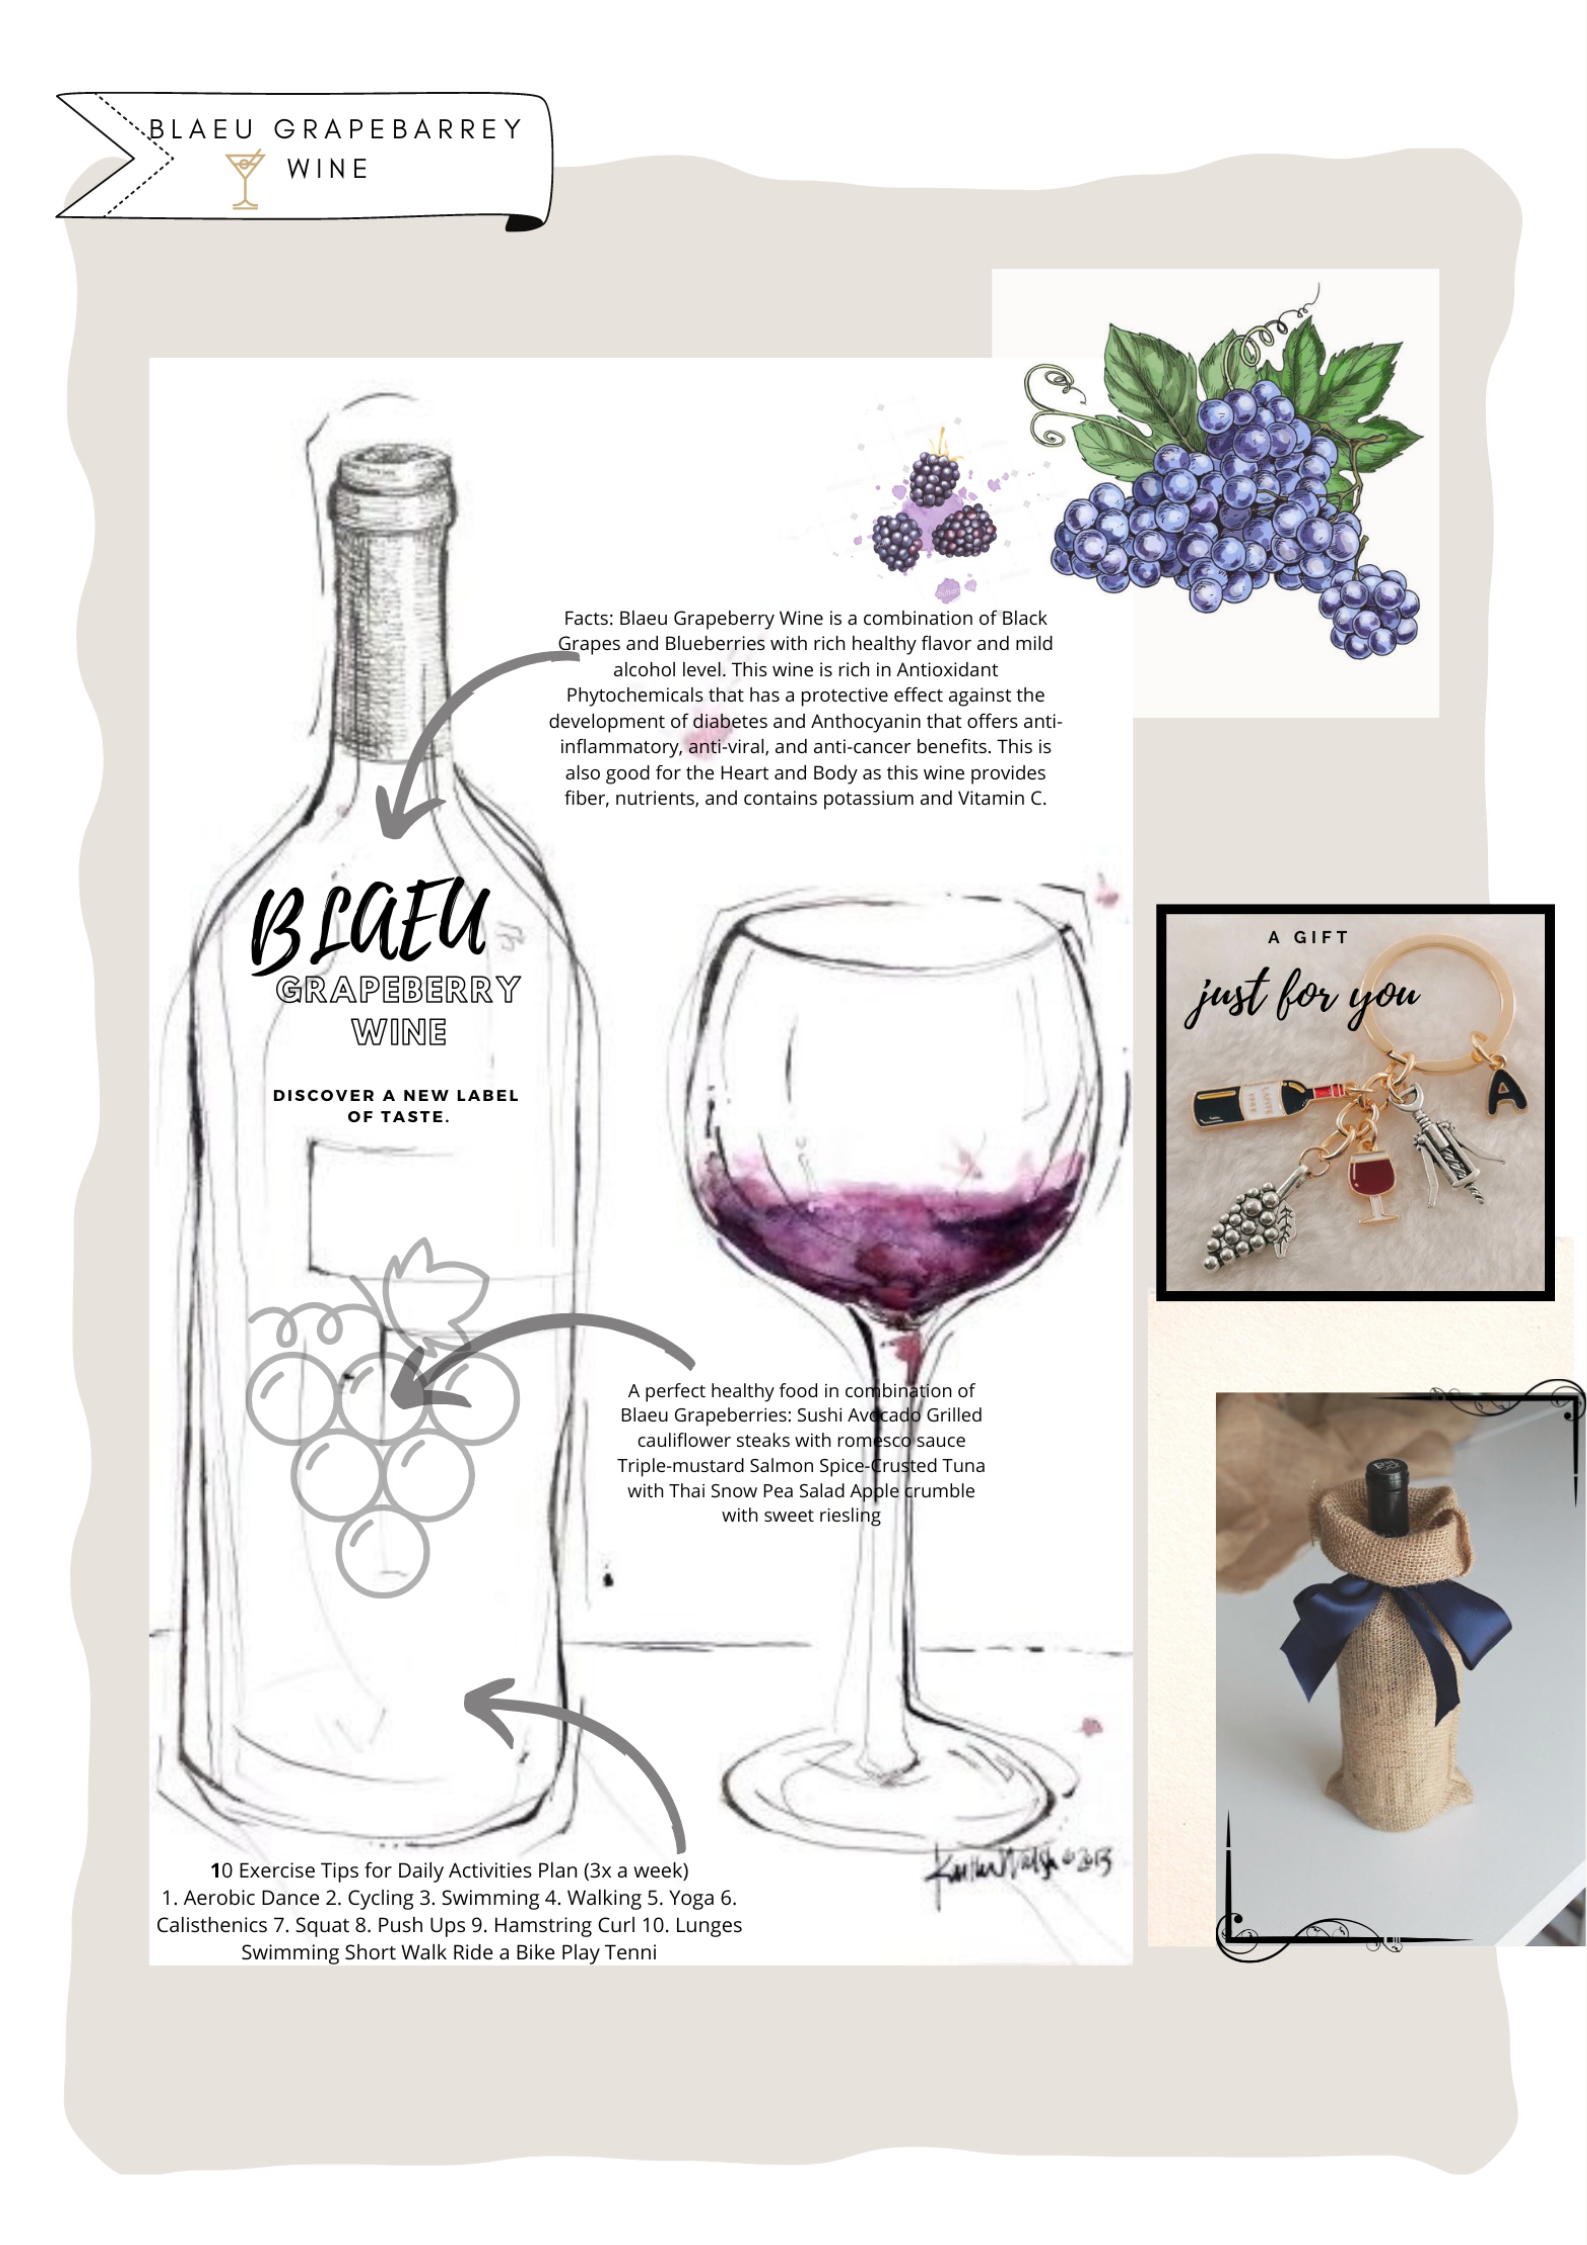 BLAEU GRAPEBARREY
WINE
Facts: Blaeu Grapeberry Wine is a combination of Black
Grapes and Blueberries with rich healthy flavor and mild
alcohol level. This wine is rich in Antioxidant
Phytochemicals that has a protective effect against the
development of diabetes and Anthocyanin that offers anti-
inflammatory, anti-viral, and anti-cancer benefits. This is
also good for the Heart and Body as this wine provides
fiber, nutrients, and contains potassium and Vitamin C.
BLAEU
GRAPEBERRY
WINE
DISCOVER A NEW LABEL
OF TASTE.
A GIFT
just for you
A
A perfect healthy food in combination of
Blaeu Grapeberries: Sushi Avocado Grilled
cauliflower steaks with romesco sauce
Triple-mustard Salmon Spice-Crusted Tuna
with Thai Snow Pea Salad Apple crumble
with sweet riesling
10 Exercise Tips for Daily Activities Plan (3x a week)
1. Aerobic Dance 2. Cycling 3. Swimming 4. Walking 5. Yoga 6.
Calisthenics 7. Squat 8. Push Ups 9. Hamstring Curl 10. Lunges
Swimming Short Walk Ride a Bike Play Tenni
©2013